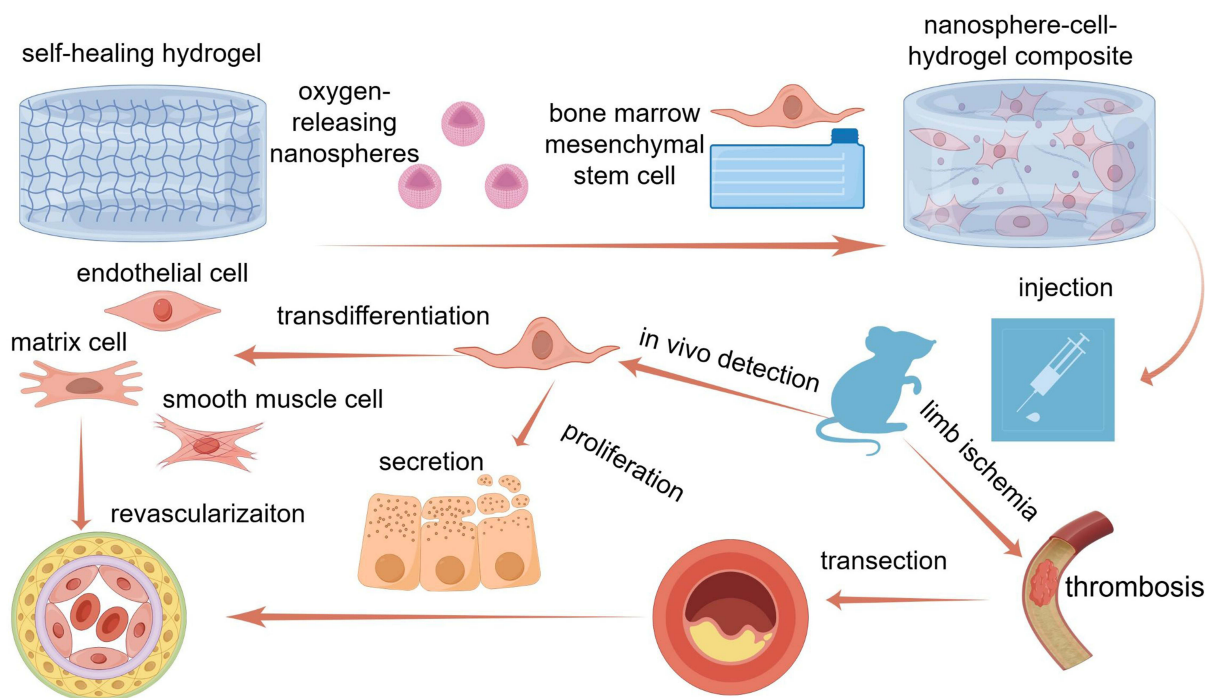 self-healing hydrogel
oxygen-
releasing
nanospheres
bone marrow
mesenchymal
stem cell
nanosphere-cell-
hydrogel composite
endothelial cell
transdifferentiation
in vivo detection
injection
matrix cell
smooth muscle cell
proliferation
limb ischemia
secretion
revascularizaiton
transection
thrombosis